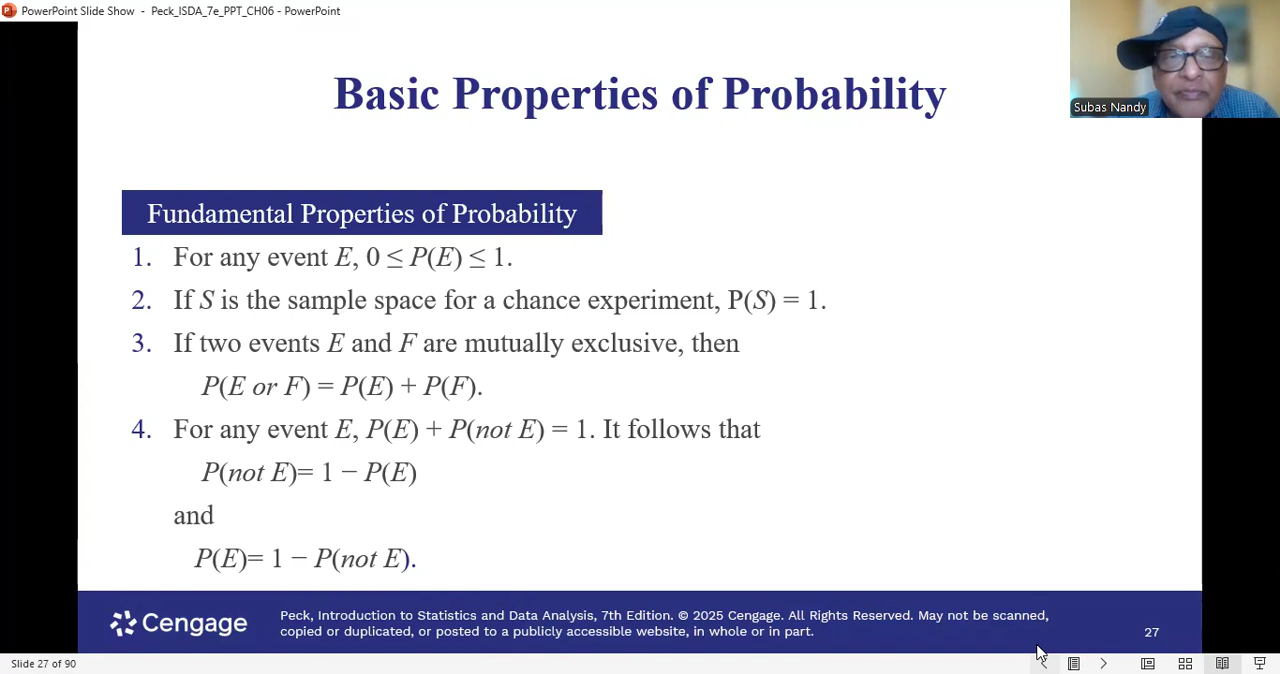 PowerPoint Slide Show - Peck_ISDA_7e_PPT_CH06 - PowerPoint
Subas Nandy
Basic Properties of Probability
Fundamental Properties of Probability
1. For any event E, 0 ≤ P(E) ≤ 1.
2. If S is the sample space for a chance experiment, P(S) = 1.
3. If two events E and F are mutually exclusive, then
P(E or F) = P(E) + P(F).
4. For any event E, P(E) + P(not E) = 1. It follows that
P(not E)= 1 − P(E)
and
P(E)= 1 − P(not E).
Cengage
Peck, Introduction to Statistics and Data Analysis, 7th Edition. © 2025 Cengage. All Rights Reserved. May not be scanned,
copied or duplicated, or posted to a publicly accessible website, in whole or in part.
27
Slide 27 of 90